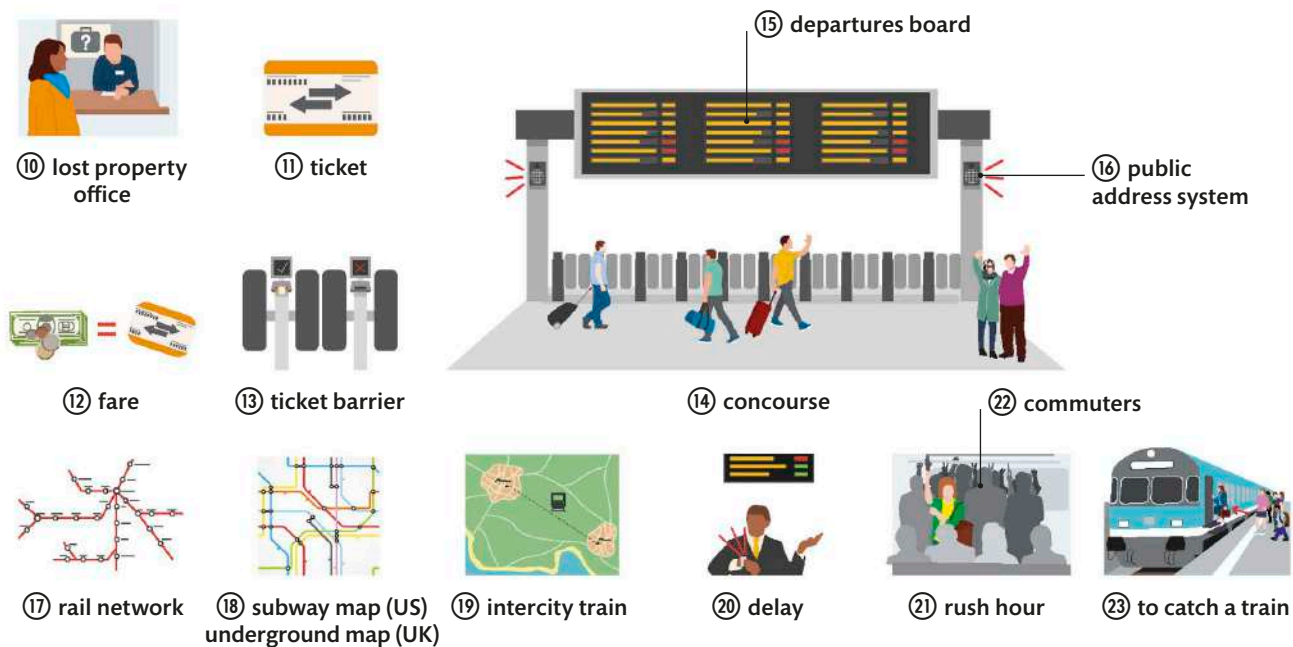 ⑮ departures board
⑩ lost property
office
⑪ ticket
⑯ public
address system
⑫ fare
⑬ ticket barrier
⑭ concourse
㉒ commuters
⑰ rail network
⑱ subway map (US)
underground map (UK)
⑲ intercity train
⑳ delay
㉑ rush hour
㉓ to catch a train